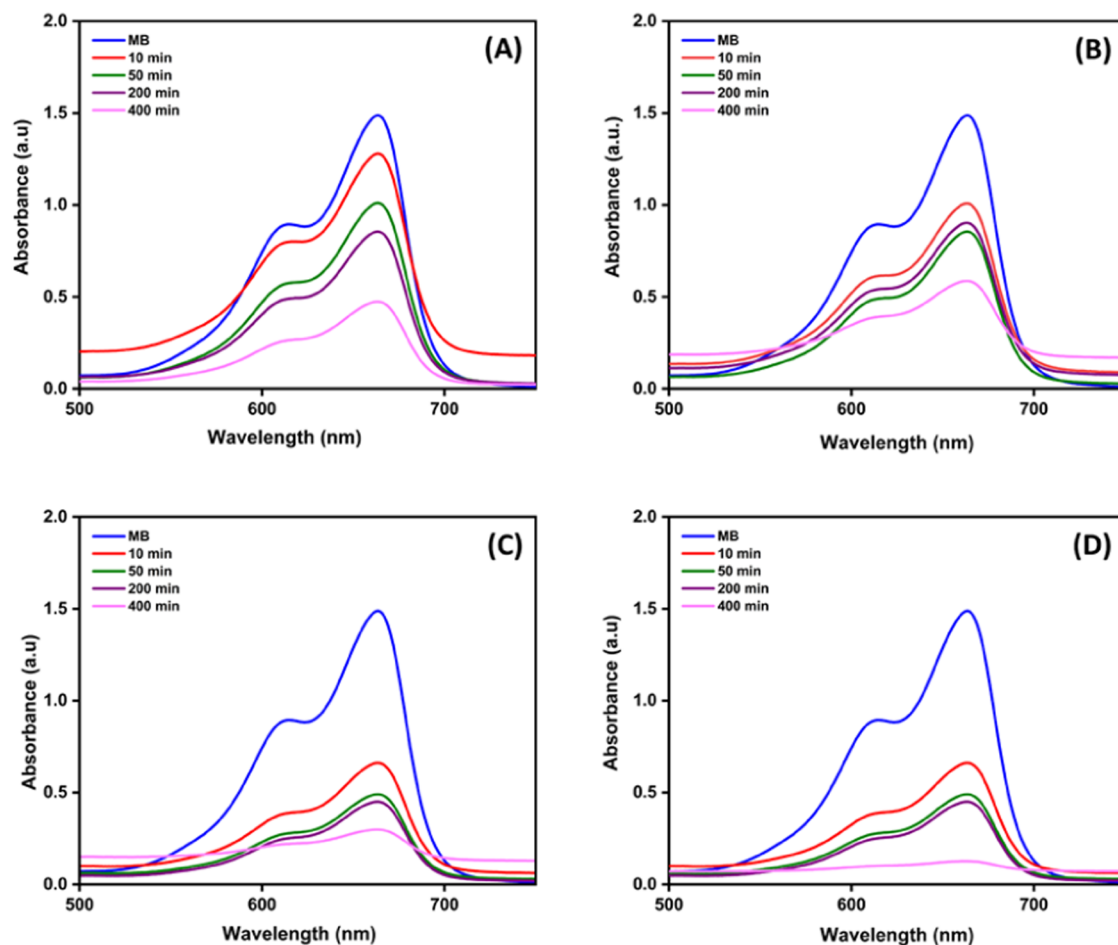 2.0
1.5
1.0
0.5
0.0
500
600
700
Absorbance (a.u)
Wavelength (nm)
MB
10 min
50 min
200 min
400 min
(A)
2.0
1.5
1.0
0.5
0.0
500
600
700
Absorbance (a.u.)
Wavelength (nm)
MB
10 min
50 min
200 min
400 min
(B)
2.0
1.5
1.0
0.5
0.0
500
600
700
Absorbance (a.u)
Wavelength (nm)
MB
10 min
50 min
200 min
400 min
(C)
2.0
1.5
1.0
0.5
0.0
500
600
700
Absorbance (a.u)
Wavelength (nm)
MB
10 min
50 min
200 min
400 min
(D)